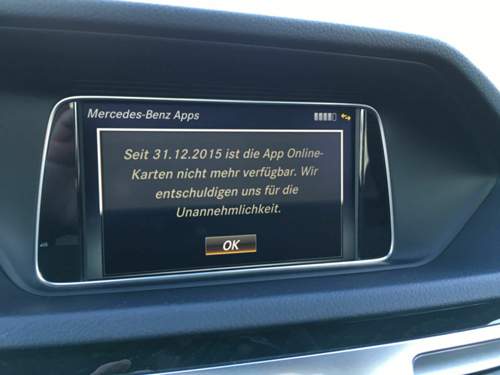 Mercedes-Benz Apps
Seit 31.12.2015 ist die App Online-
Karten nicht mehr verfügbar. Wir
entschuldigen uns für die
Unannehmlichkeit.
OK